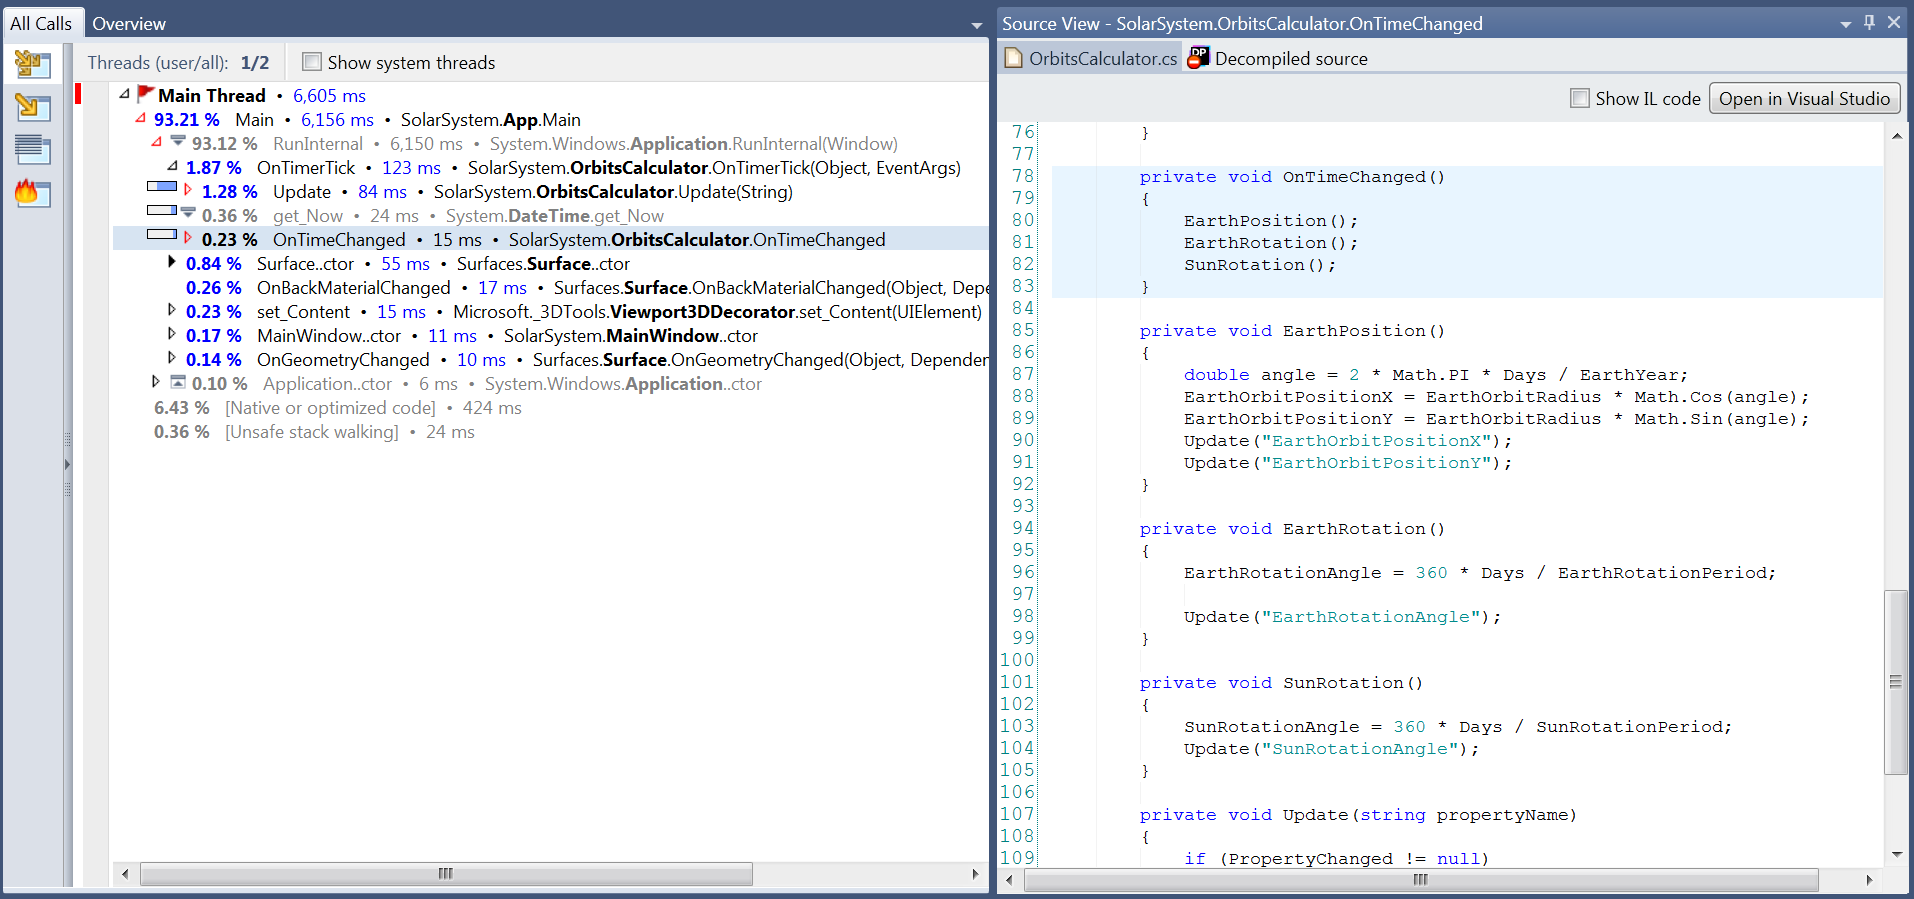 All Calls
Overview
Threads (user/all): 1/2
Show system threads
Main Thread • 6,605 ms
93.21 % Main • 6,156 ms • SolarSystem.App.Main
93.12 % RunInternal • 6,150 ms • System.Windows.Application.RunInternal(Window)
1.87 % OnTimerTick • 123 ms • SolarSystem.OrbitsCalculator.OnTimerTick(Object, EventArgs)
1.28 % Update • 84 ms • SolarSystem.OrbitsCalculator.Update(String)
0.36 % get_Now • 24 ms • System.DateTime.get_Now
0.23 % OnTimeChanged • 15 ms • SolarSystem.OrbitsCalculator.OnTimeChanged
0.84 % Surface..ctor • 55 ms • Surfaces.Surface..ctor
0.26 % OnBackMaterialChanged • 17 ms • Surfaces.Surface.OnBackMaterialChanged(Object, Depe
0.23 % set_Content • 15 ms • Microsoft._3DTools.Viewport3DDecorator.set_Content(UIElement)
0.17 % MainWindow..ctor • 11 ms • SolarSystem.MainWindow..ctor
0.14 % OnGeometryChanged • 10 ms • Surfaces.Surface.OnGeometryChanged(Object, Dependen
0.10 % Application..ctor • 6 ms • System.Windows.Application..ctor
6.43 % [Native or optimized code] • 424 ms
0.36 % [Unsafe stack walking] • 24 ms
Source View - SolarSystem.OrbitsCalculator.OnTimeChanged
OrbitsCalculator.cs
DP Decompiled source
Show IL code
Open in Visual Studio
76 }
77
78 private void OnTimeChanged()
79 {
80 EarthPosition();
81 EarthRotation();
82 SunRotation();
83 }
84
85 private void EarthPosition()
86 {
87 double angle = 2 * Math.PI * Days / EarthYear;
88 EarthOrbitPositionX = EarthOrbitRadius * Math.Cos(angle);
89 EarthOrbitPositionY = EarthOrbitRadius * Math.Sin(angle);
90 Update("EarthOrbitPositionX");
91 Update("EarthOrbitPositionY");
92 }
93
94 private void EarthRotation()
95 {
96 EarthRotationAngle = 360 * Days / EarthRotationPeriod;
97
98 Update("EarthRotationAngle");
99 }
100
101 private void SunRotation()
102 {
103 SunRotationAngle = 360 * Days / SunRotationPeriod;
104 Update("SunRotationAngle");
105 }
106
107 private void Update(string propertyName)
108 {
109 if (PropertyChanged != null)